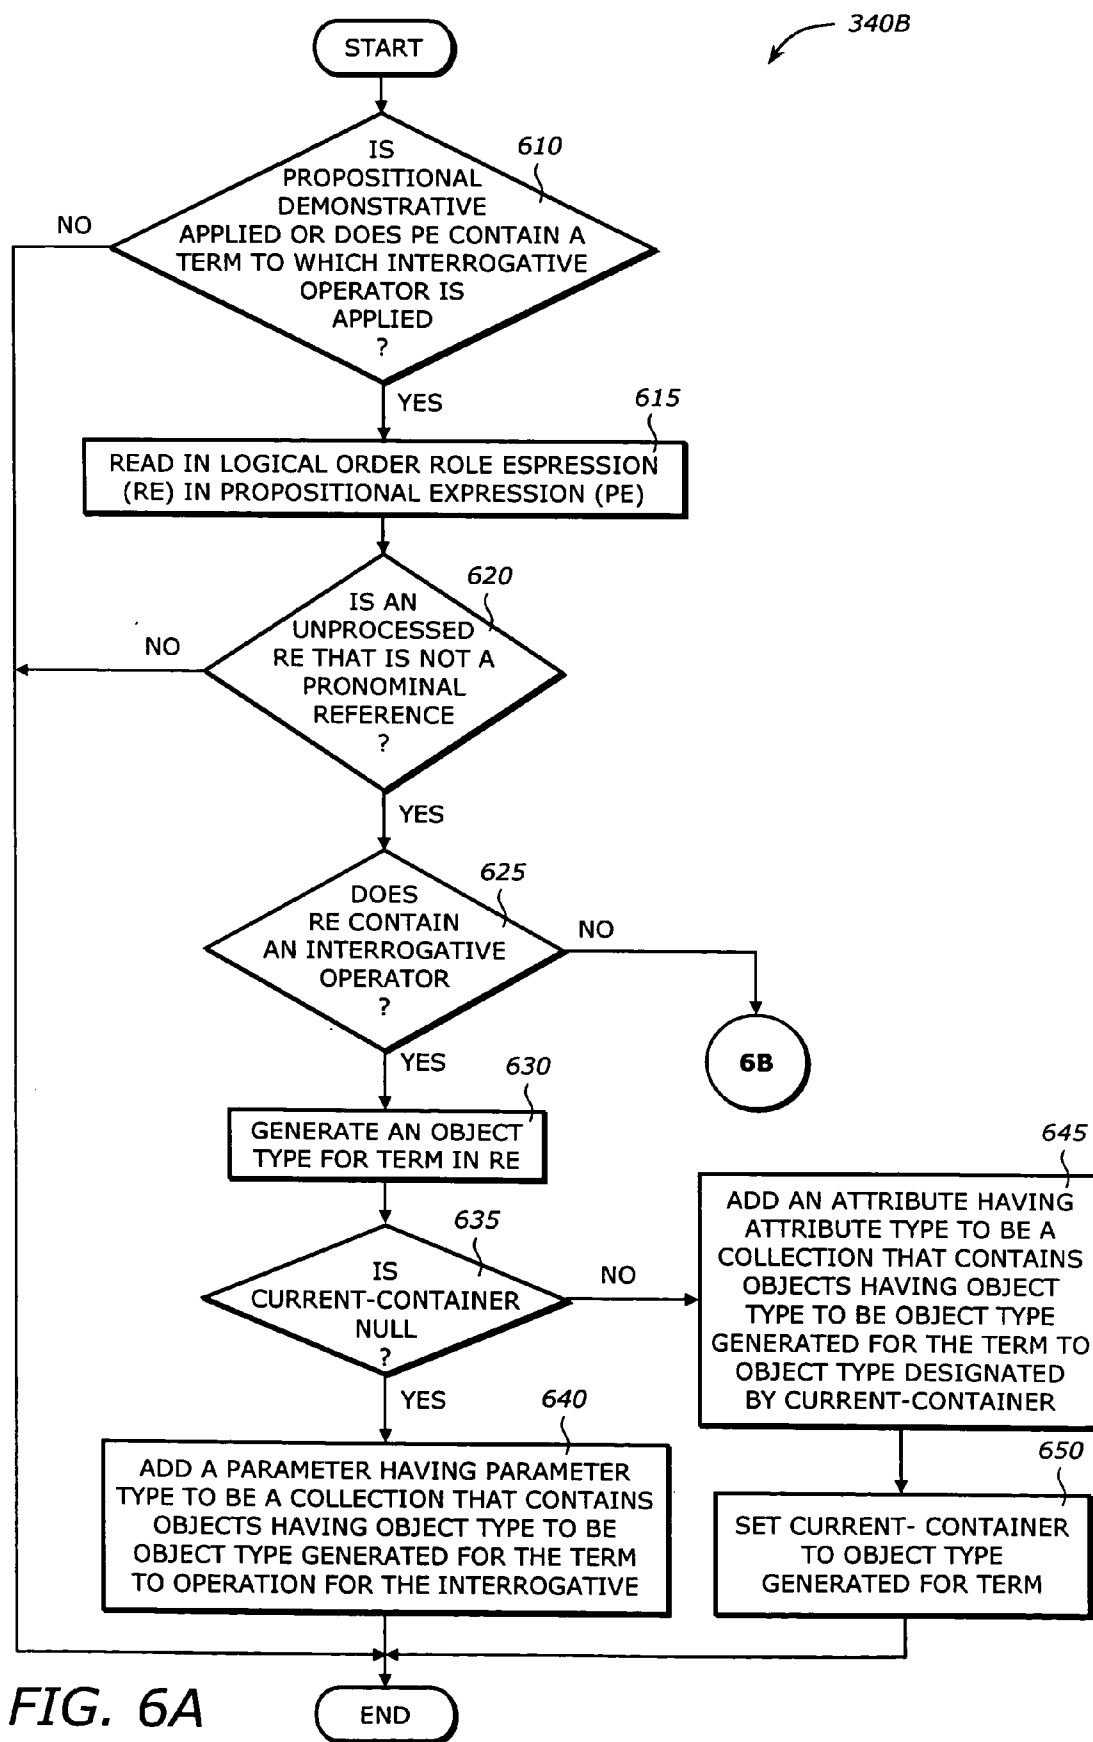 340B
START
610
IS
PROPOSITIONAL
DEMONSTRATIVE
APPLIED OR DOES PE CONTAIN A
TERM TO WHICH INTERROGATIVE
OPERATOR IS
APPLIED
?
NO
YES
615
READ IN LOGICAL ORDER ROLE ESPRESSION
(RE) IN PROPOSITIONAL EXPRESSION (PE)
620
IS AN
UNPROCESSED
RE THAT IS NOT A
PRONOMINAL
REFERENCE
?
NO
YES
625
DOES
RE CONTAIN
AN INTERROGATIVE
OPERATOR
?
NO
6B
YES
630
GENERATE AN OBJECT
TYPE FOR TERM IN RE
635
IS
CURRENT-CONTAINER
NULL
?
NO
645
ADD AN ATTRIBUTE HAVING
ATTRIBUTE TYPE TO BE A
COLLECTION THAT CONTAINS
OBJECTS HAVING OBJECT
TYPE TO BE OBJECT TYPE
GENERATED FOR THE TERM TO
OBJECT TYPE DESIGNATED
BY CURRENT-CONTAINER
YES
640
ADD A PARAMETER HAVING PARAMETER
TYPE TO BE A COLLECTION THAT CONTAINS
OBJECTS HAVING OBJECT TYPE TO BE
OBJECT TYPE GENERATED FOR THE TERM
TO OPERATION FOR THE INTERROGATIVE
650
SET CURRENT- CONTAINER
TO OBJECT TYPE
GENERATED FOR TERM
END
FIG. 6A